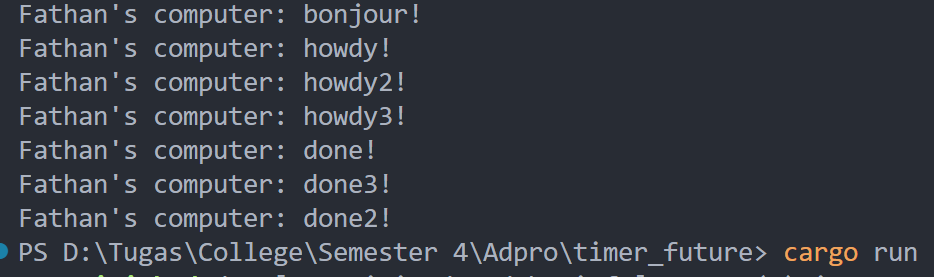 Fathan's computer: bonjour!
Fathan's computer: howdy!
Fathan's computer: howdy2!
Fathan's computer: howdy3!
Fathan's computer: done!
Fathan's computer: done3!
Fathan's computer: done2!
PS D:\Tugas\College\Semester 4\Adpro\timer_future> cargo run